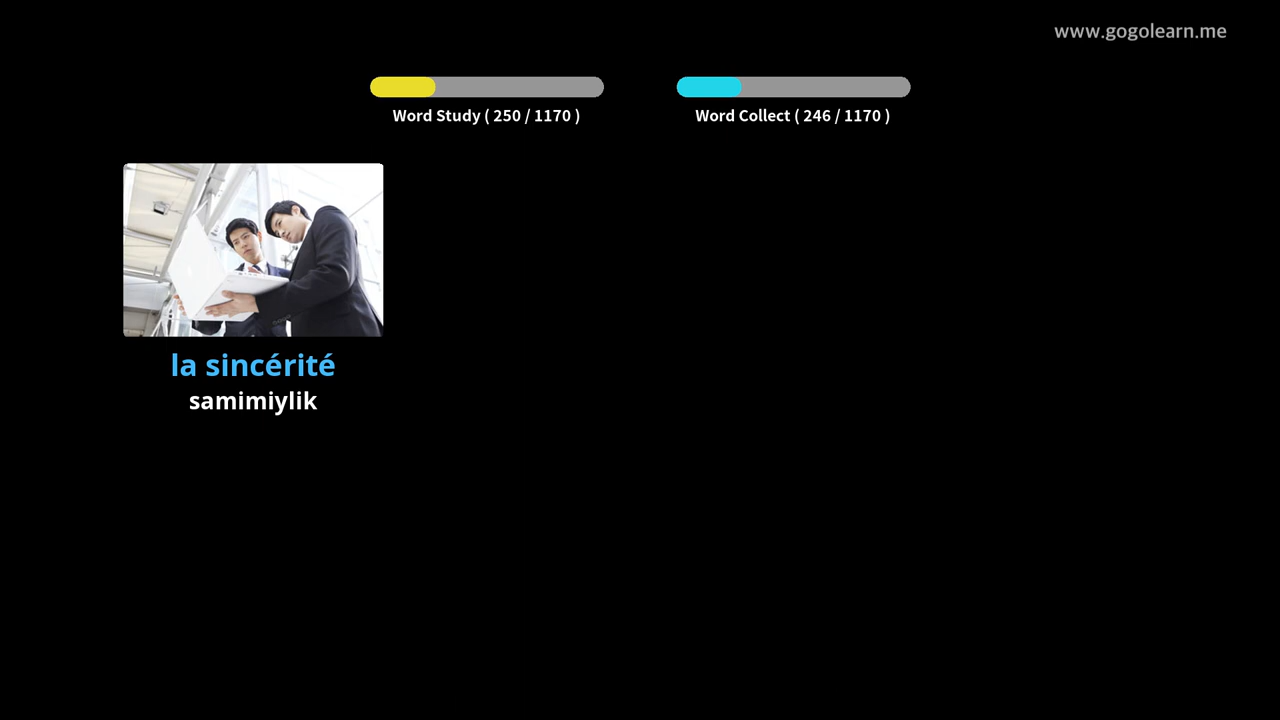 www.gogolearn.me
Word Study ( 250 / 1170 )
Word Collect ( 246 / 1170 )
la sincérité
samimiylik